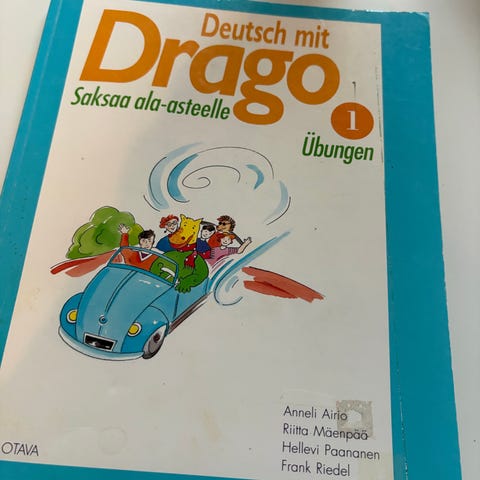 Deutsch mit
Drago
Saksaa ala-asteelle
1
Übungen
Anneli Airio
Riitta Mäenpää
Hellevi Paananen
Frank Riedel
OTAVA